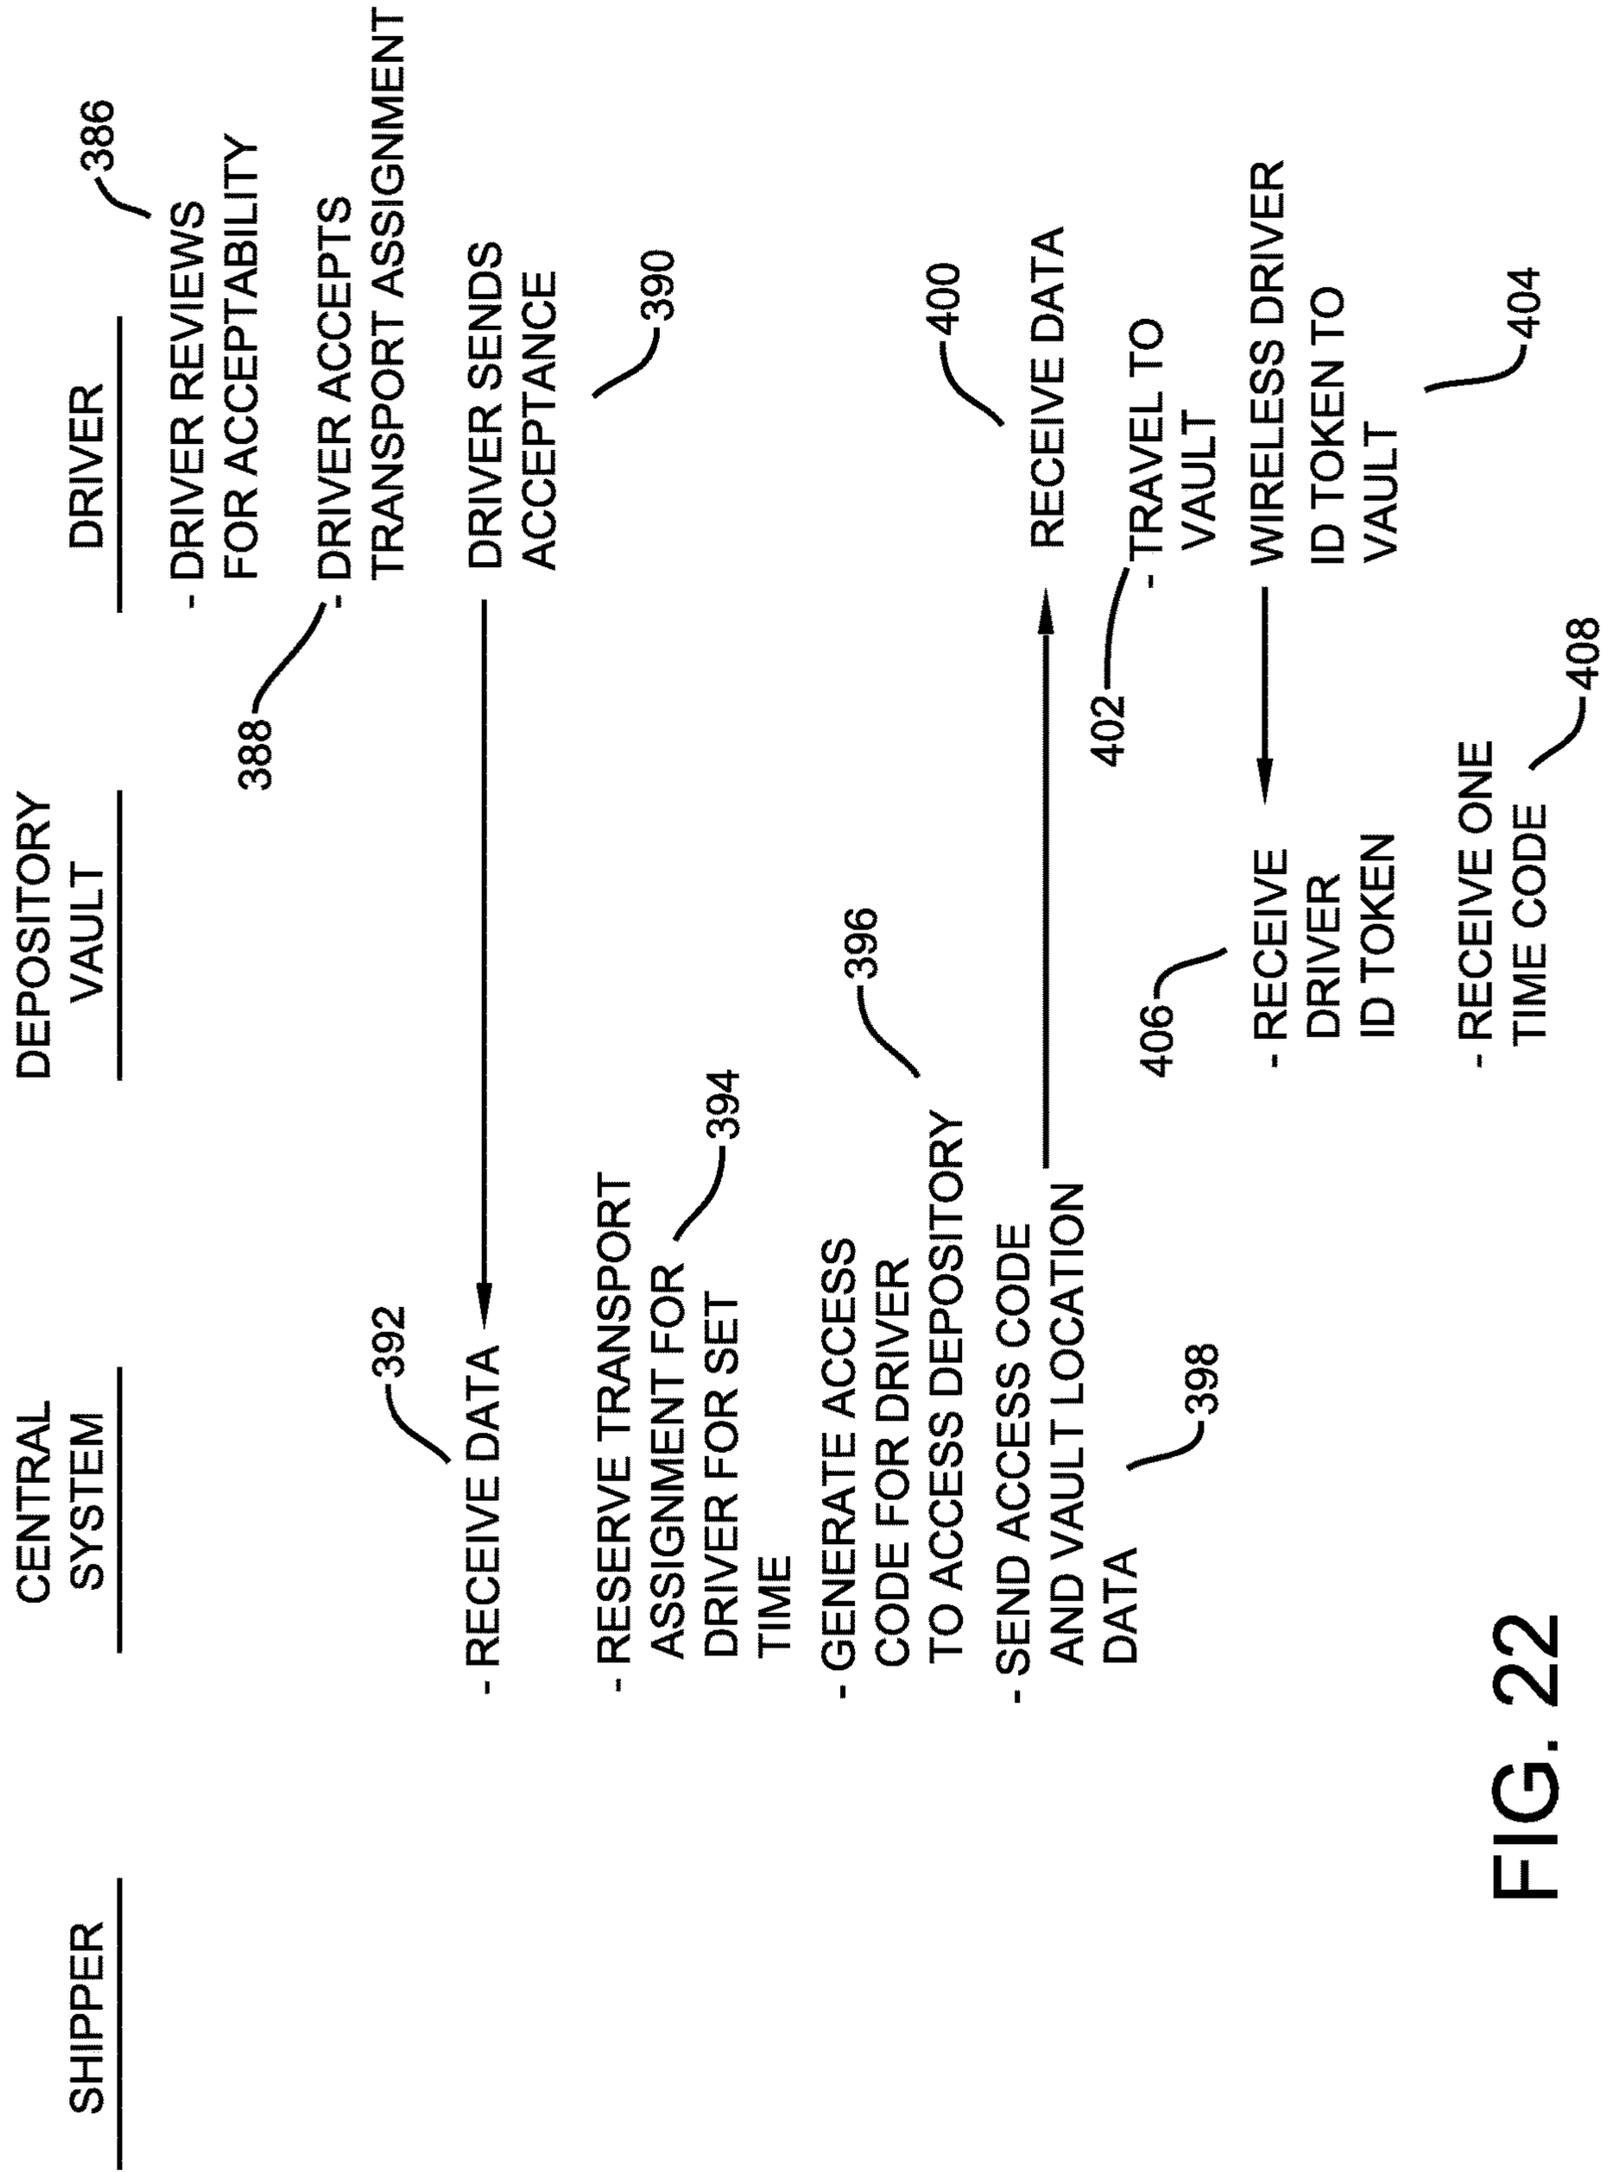 SHIPPER
CENTRAL
SYSTEM
DEPOSITORY
VAULT
DRIVER
386
- DRIVER REVIEWS
FOR ACCEPTABILITY
388
- DRIVER ACCEPTS
TRANSPORT ASSIGNMENT
DRIVER SENDS
ACCEPTANCE
390
392
- RECEIVE DATA
- RESERVE TRANSPORT
ASSIGNMENT FOR
DRIVER FOR SET
TIME
394
396
- GENERATE ACCESS
CODE FOR DRIVER
TO ACCESS DEPOSITORY
- SEND ACCESS CODE
AND VAULT LOCATION
DATA
398
400
RECEIVE DATA
402
- TRAVEL TO
VAULT
WIRELESS DRIVER
ID TOKEN TO
VAULT
404
406
- RECEIVE
DRIVER
ID TOKEN
- RECEIVE ONE
TIME CODE
408
FIG. 22